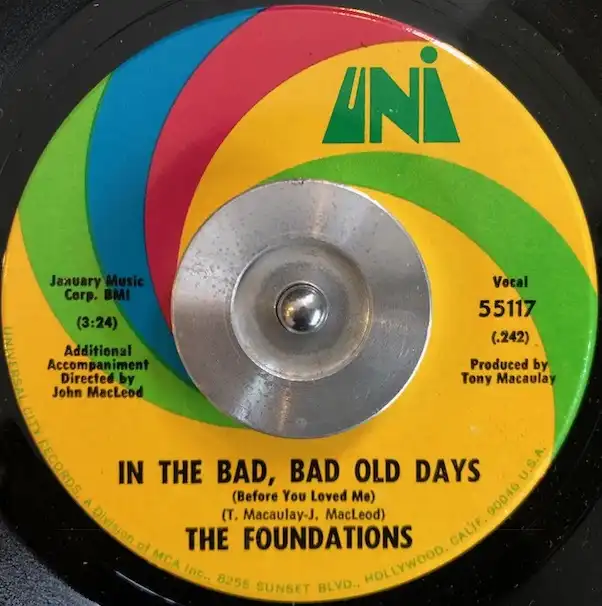 UNI
January Music
Corp. BMI
(3:24)
Additional
Accompaniment
Directed by
John MacLeod
Vocal
55117
(.242)
Produced by
Tony Macaulay
IN THE BAD, BAD OLD DAYS
(Before You Loved Me)
(T. Macaulay-J. MacLeod)
THE FOUNDATIONS
UNIVERSAL CITY RECORDS, A Division of MCA Inc., 8255 SUNSET BLVD., HOLLYWOOD, CALIF. 90046 U.S.A.